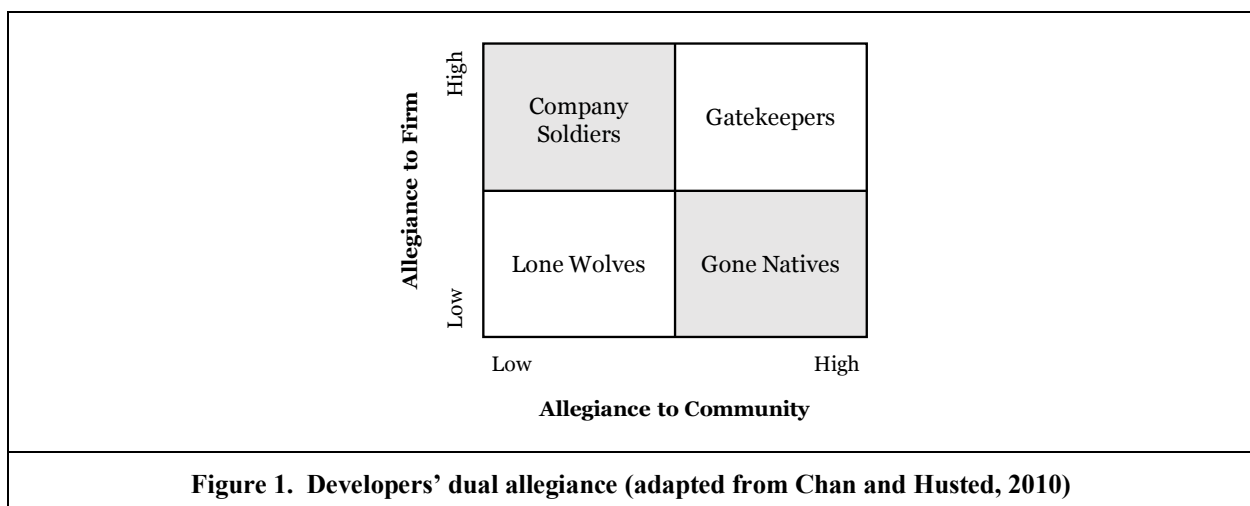 High
Company
Soldiers
Gatekeepers
Allegiance to Firm
Lone Wolves
Gone Natives
Low
Low
High
Allegiance to Community
Figure 1.  Developers’ dual allegiance (adapted from Chan and Husted, 2010)